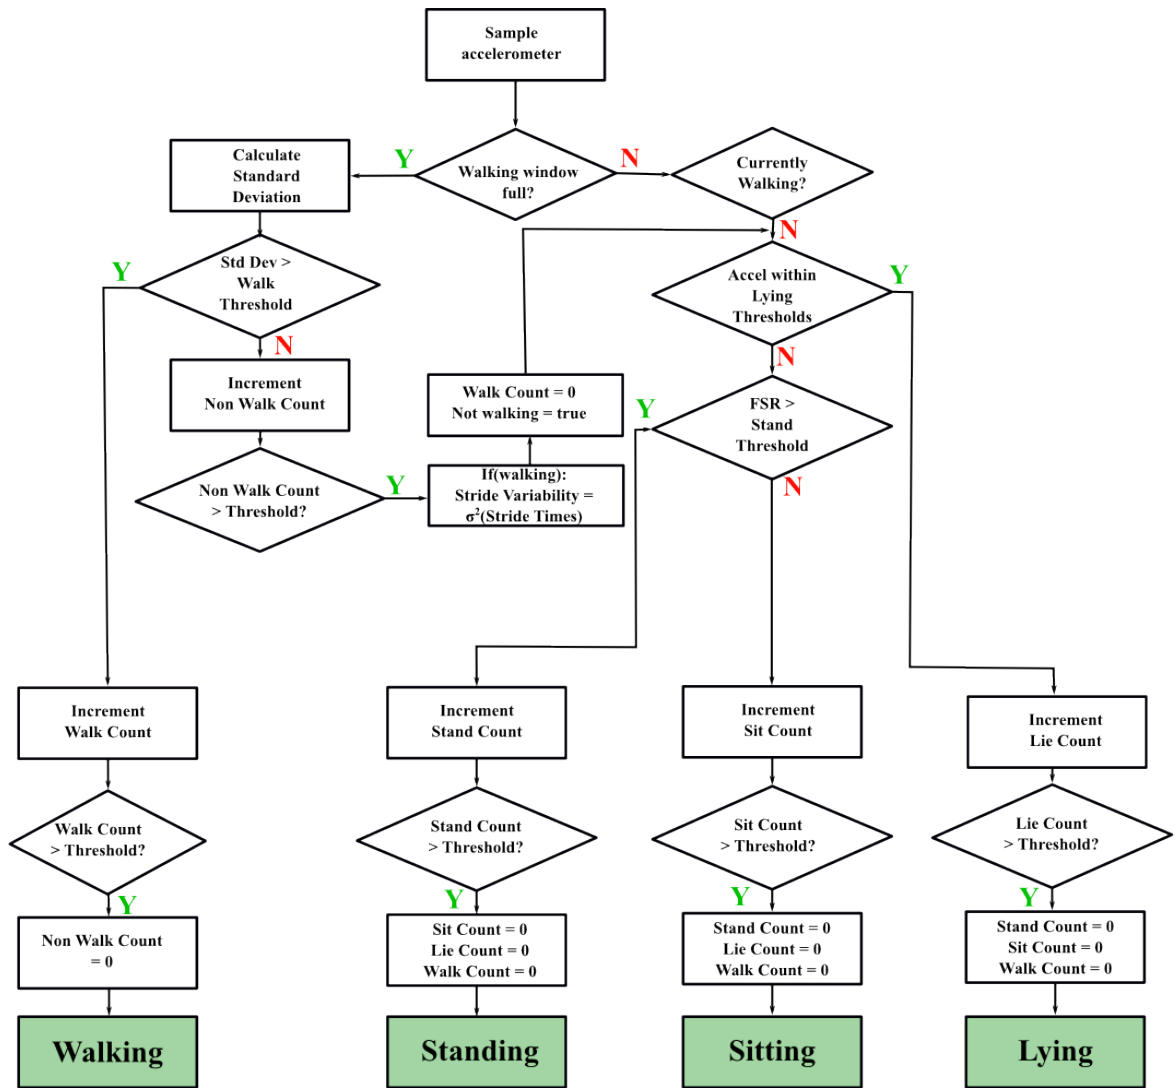 Sample
accelerometer
Y
N
Calculate
Standard
Deviation
Walking window
full?
Currently
Walking?
N
Y
Std Dev >
Walk
Threshold
Y
Accel within
Lying
Thresholds
N
N
Increment
Non Walk Count
Walk Count = 0
Not walking = true
Y
FSR >
Stand
Threshold
Non Walk Count
> Threshold?
Y
If(walking):
Stride Variability =
σ²(Stride Times)
N
Increment
Walk Count
Increment
Stand Count
Increment
Sit Count
Increment
Lie Count
Walk Count
> Threshold?
Stand Count
> Threshold?
Sit Count
> Threshold?
Lie Count
> Threshold?
Y
Y
Y
Y
Non Walk Count
= 0
Sit Count = 0
Lie Count = 0
Walk Count = 0
Stand Count = 0
Lie Count = 0
Walk Count = 0
Stand Count = 0
Sit Count = 0
Walk Count = 0
Walking
Standing
Sitting
Lying